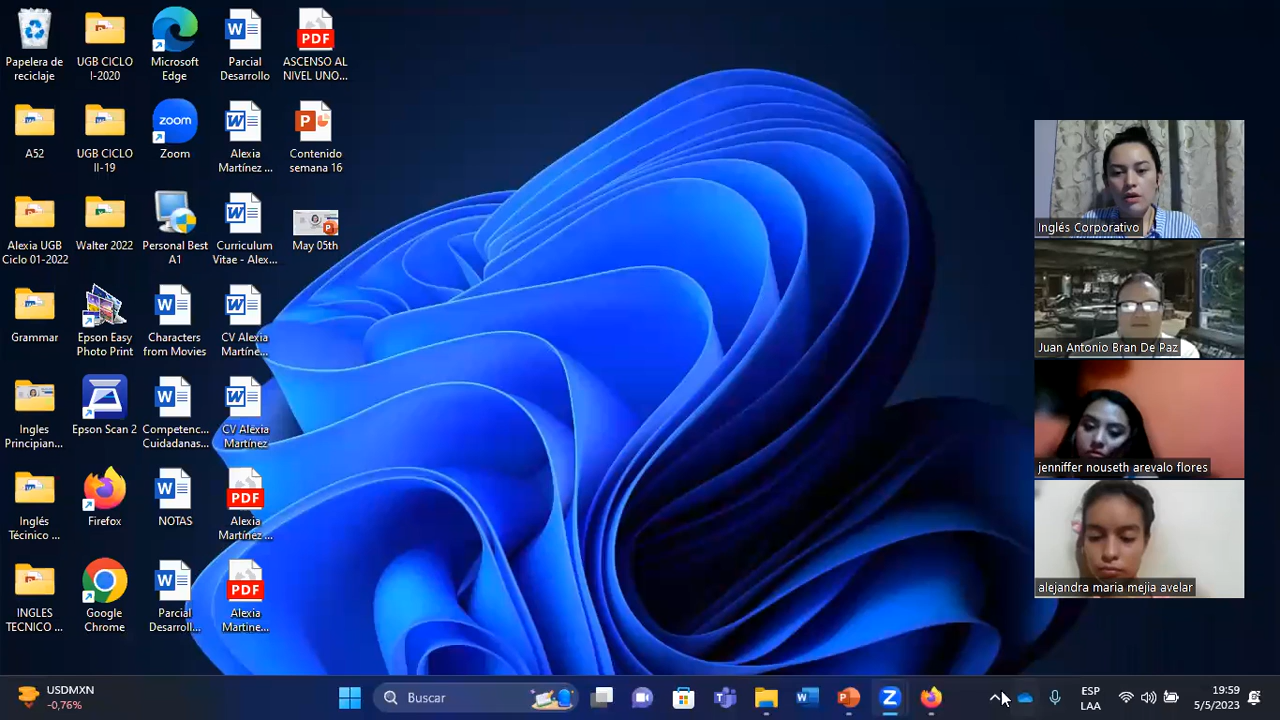 Papelera de
reciclaje
UGB CICLO
I-2020
Microsoft
Edge
Parcial
Desarrollo
PDF
ASCENSO AL
NIVEL UNO...
A52
UGB CICLO
II-19
zoom
Zoom
Alexia
Martínez ...
Contenido
semana 16
Alexia UGB
Ciclo 01-2022
Walter 2022
Personal Best
A1
Curriculum
Vitae - Alex...
May 05th
Grammar
Epson Easy
Photo Print
Characters
from Movies
CV Alexia
Martíne...
Ingles
Principian...
Epson Scan 2
Competenc...
Cuidadanas...
CV Alexia
Martínez
Inglés
Técnico ...
Firefox
NOTAS
PDF
Alexia
Martínez ...
INGLES
TECNICO ...
Google
Chrome
Parcial
Desarroll...
PDF
Alexia
Martine...
Inglés Corporativo
Juan Antonio Bran De Paz
jenniffer nouseth arevalo flores
alejandra maria mejia avelar
USDMXN
-0,76%
Buscar
ESP
LAA
19:59
5/5/2023